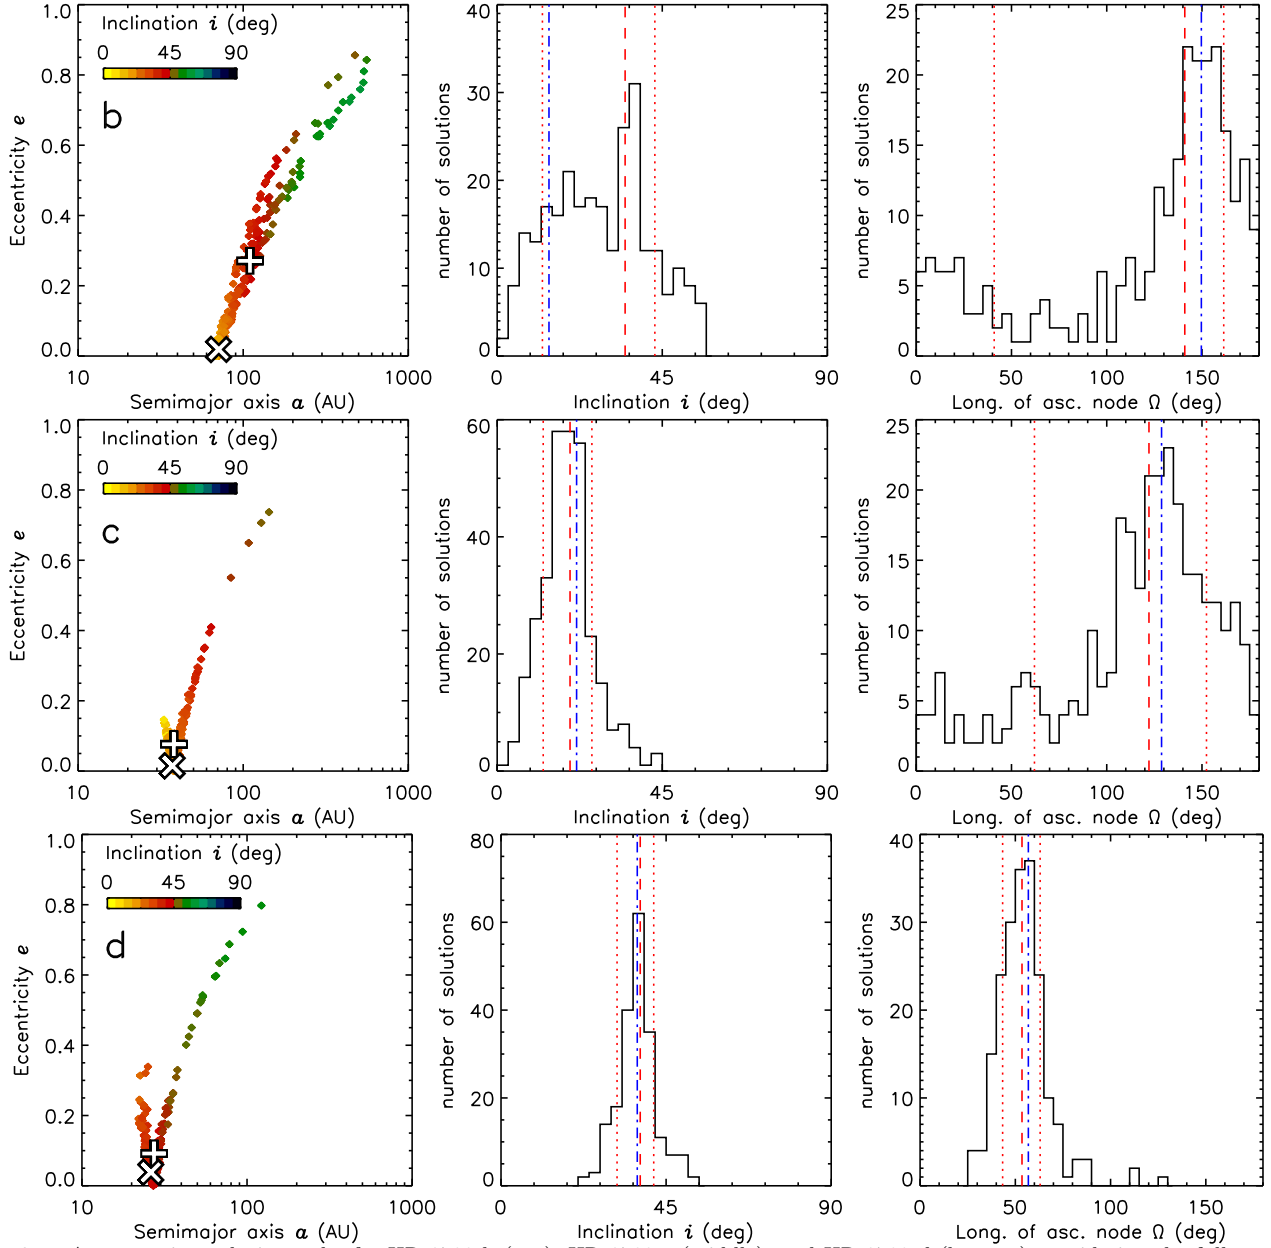 1.0
0.8
0.6
0.4
0.2
0.0
Eccentricity e
Inclination i (deg)
0 45 90
b
10 100 1000
Semimajor axis a (AU)
40
30
20
10
0
number of solutions
0 45 90
Inclination i (deg)
25
20
15
10
5
0
number of solutions
0 50 100 150
Long. of asc. node Ω (deg)
1.0
0.8
0.6
0.4
0.2
0.0
Eccentricity e
Inclination i (deg)
0 45 90
c
10 100 1000
Semimajor axis a (AU)
60
40
20
0
number of solutions
0 45 90
Inclination i (deg)
25
20
15
10
5
0
number of solutions
0 50 100 150
Long. of asc. node Ω (deg)
1.0
0.8
0.6
0.4
0.2
0.0
Eccentricity e
Inclination i (deg)
0 45 90
d
10 100 1000
Semimajor axis a (AU)
80
60
40
20
0
number of solutions
0 45 90
Inclination i (deg)
40
30
20
10
0
number of solutions
0 50 100 150
Long. of asc. node Ω (deg)